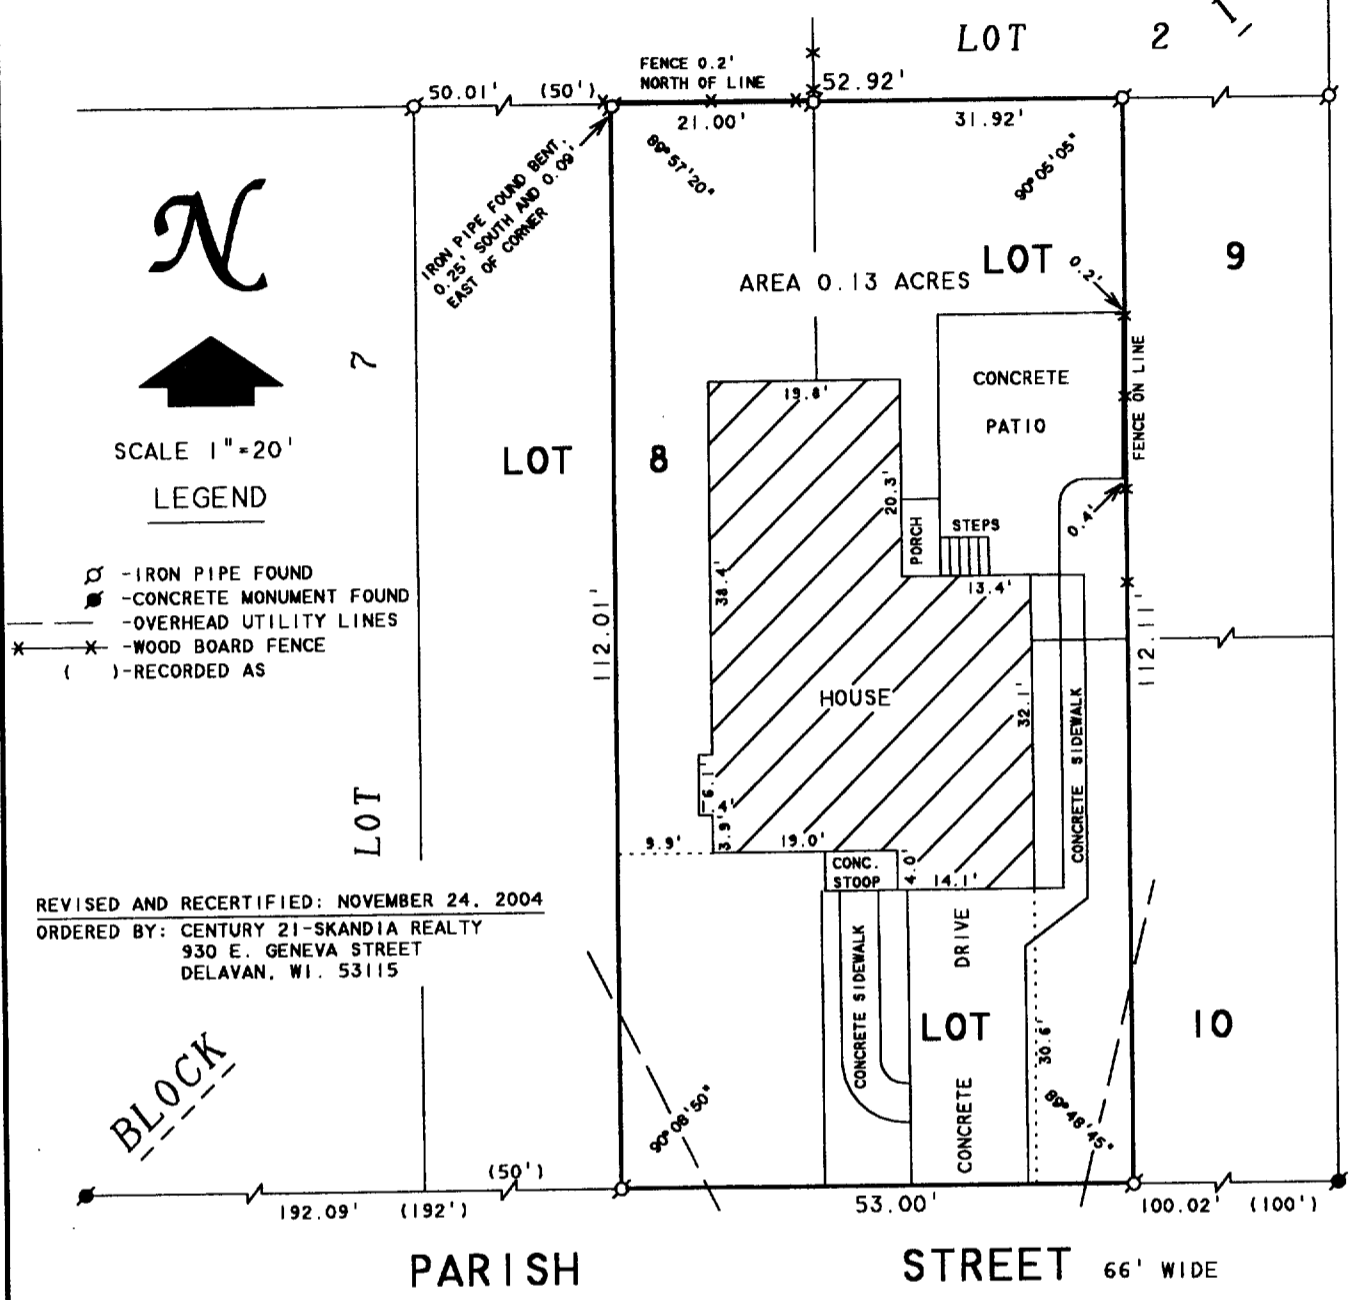 LOT 2
FENCE 0.2'
NORTH OF LINE
50.01' (50')
52.92'
21.00'
31.92'
89°57'20"
90°05'05"
IRON PIPE FOUND BENT,
0.25' SOUTH AND 0.09'
EAST OF CORNER
N
LOT 9
AREA 0.13 ACRES
0.2'
SCALE 1"=20'
LEGEND
-IRON PIPE FOUND
-CONCRETE MONUMENT FOUND
-OVERHEAD UTILITY LINES
-WOOD BOARD FENCE
( )-RECORDED AS
LOT 7
LOT 8
CONCRETE
PATIO
FENCE ON LINE
19.8'
20.3'
PORCH
STEPS
0.4'
38.4'
13.4'
112.01'
112.11'
HOUSE
32.1'
CONCRETE SIDEWALK
6.1'
3.9'
9.9'
19.0'
CONC.
STOOP
4.0'
14.1'
REVISED AND RECERTIFIED: NOVEMBER 24, 2004
ORDERED BY: CENTURY 21-SKANDIA REALTY
930 E. GENEVA STREET
DELAVAN, WI. 53115
CONCRETE SIDEWALK
CONCRETE DRIVE
LOT 10
30.6'
BLOCK
90°08'50"
89°48'45"
(50')
192.09' (192')
53.00'
100.02' (100')
PARISH STREET 66' WIDE